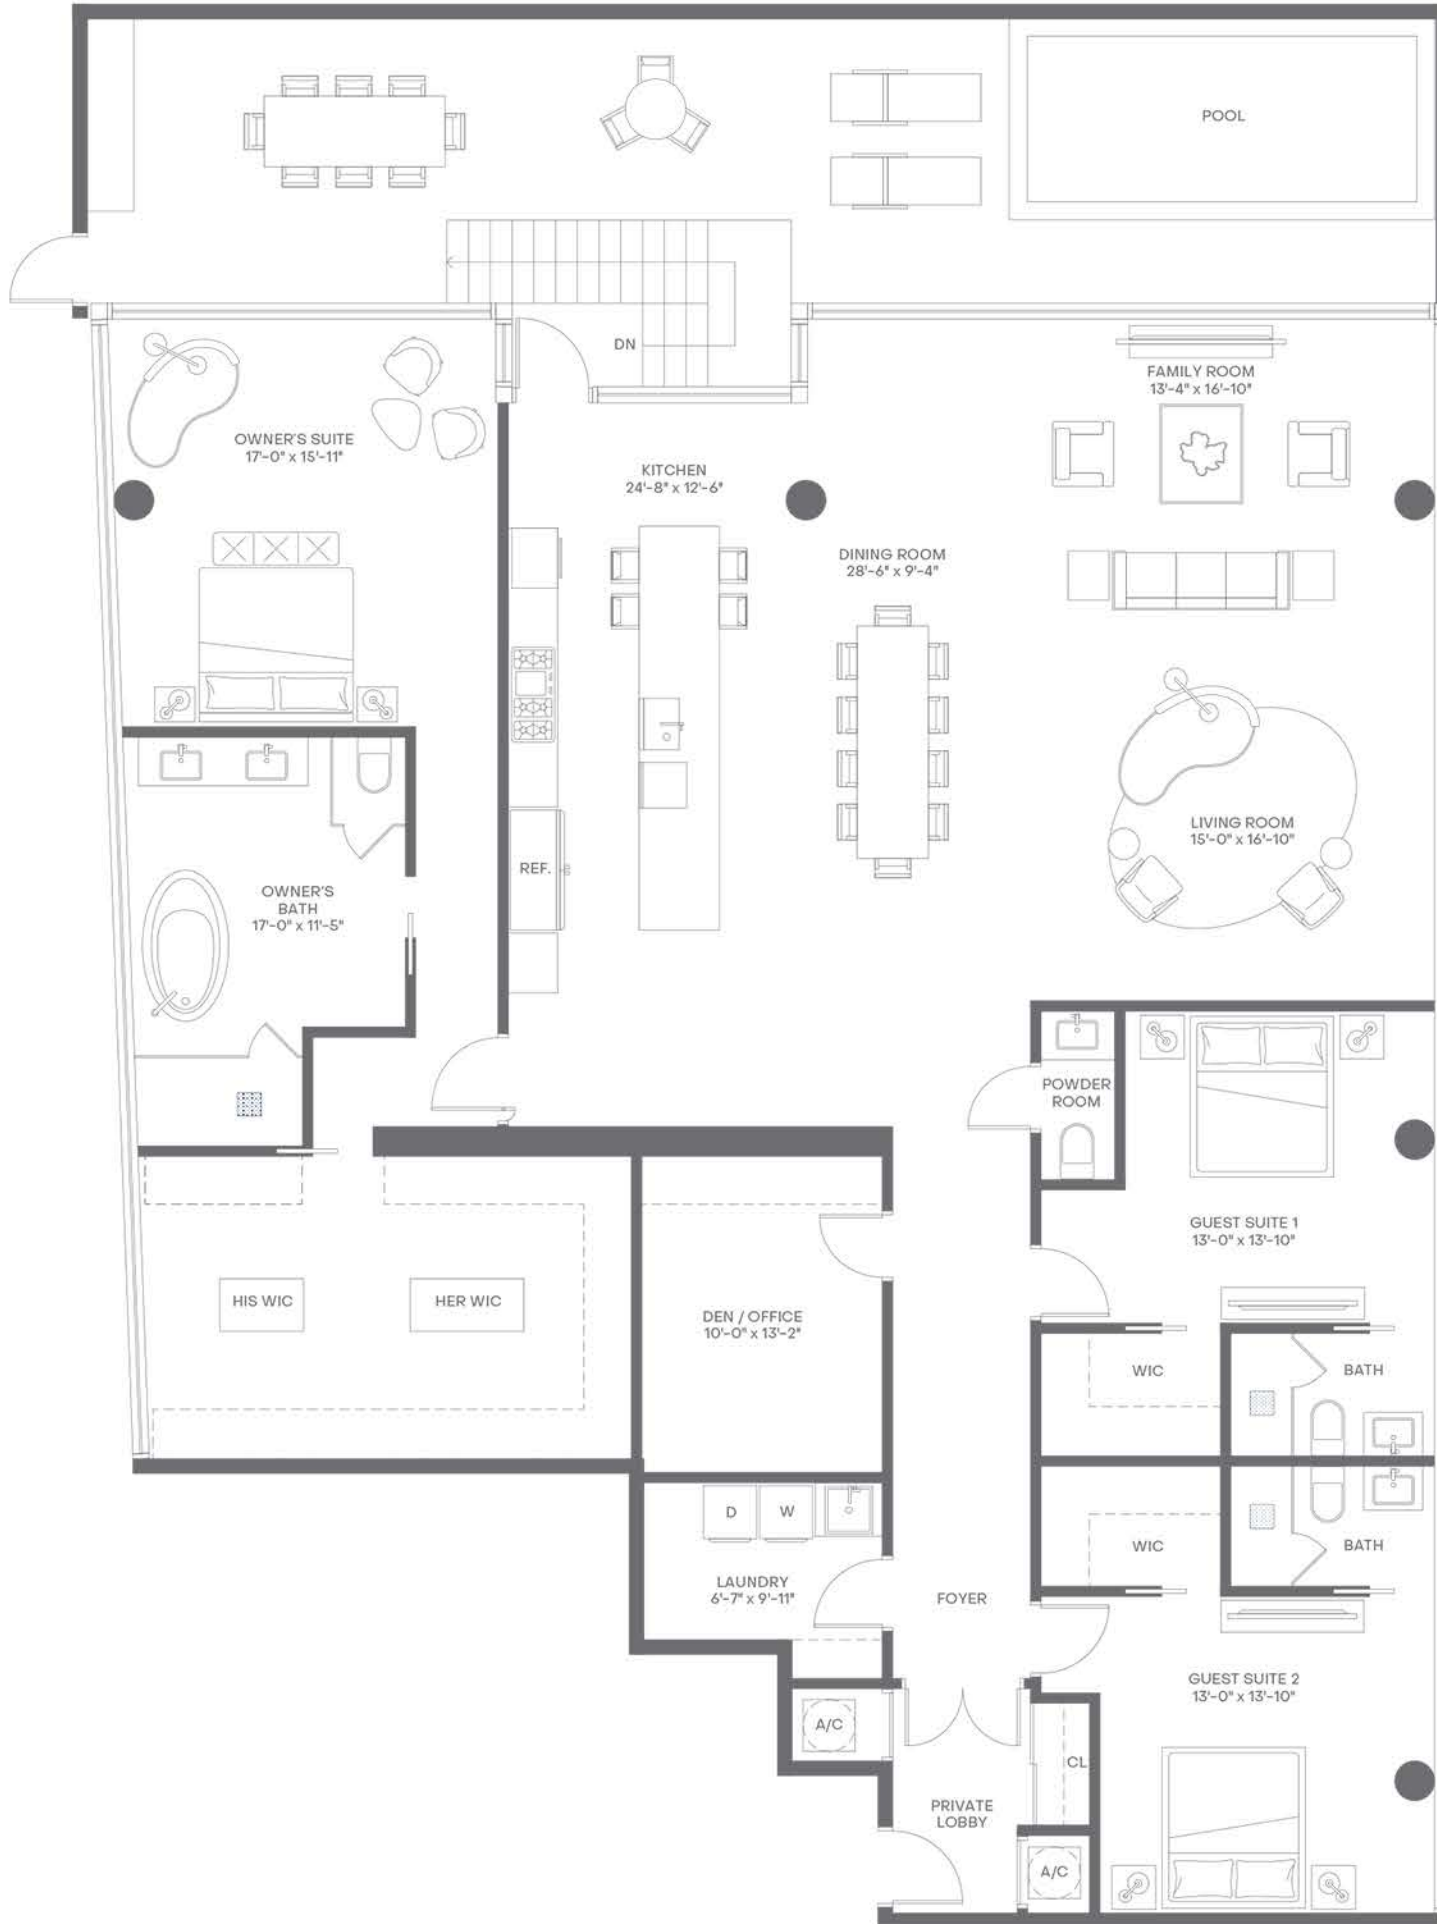 POOL
DN
FAMILY ROOM
13'-4" x 16'-10"
OWNER'S SUITE
17'-0" x 15'-11"
KITCHEN
24'-8" x 12'-6"
DINING ROOM
28'-6" x 9'-4"
LIVING ROOM
15'-0" x 16'-10"
REF.
OWNER'S
BATH
17'-0" x 11'-5"
POWDER
ROOM
GUEST SUITE 1
13'-0" x 13'-10"
HIS WIC
HER WIC
DEN / OFFICE
10'-0" x 13'-2"
WIC
BATH
D
W
WIC
BATH
LAUNDRY
6'-7" x 9'-11"
FOYER
GUEST SUITE 2
13'-0" x 13'-10"
A/C
CL
PRIVATE
LOBBY
A/C